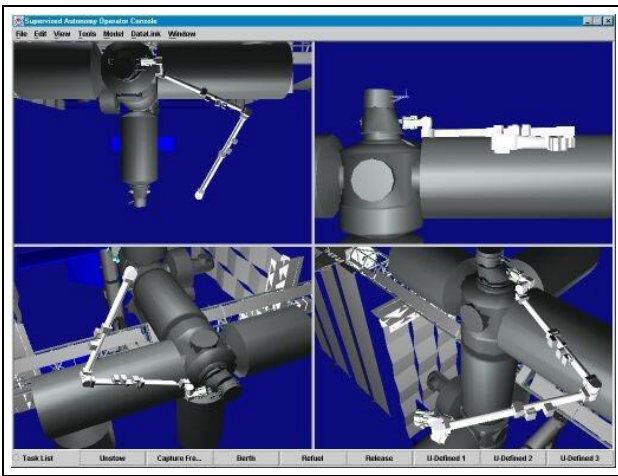 Supervised Autonomy Operator Console
File Edit View Tools Model DataLink Window
Task List Unstow Capture Fre... Berth Refuel Release U-Defined 1 U-Defined 2 U-Defined 3